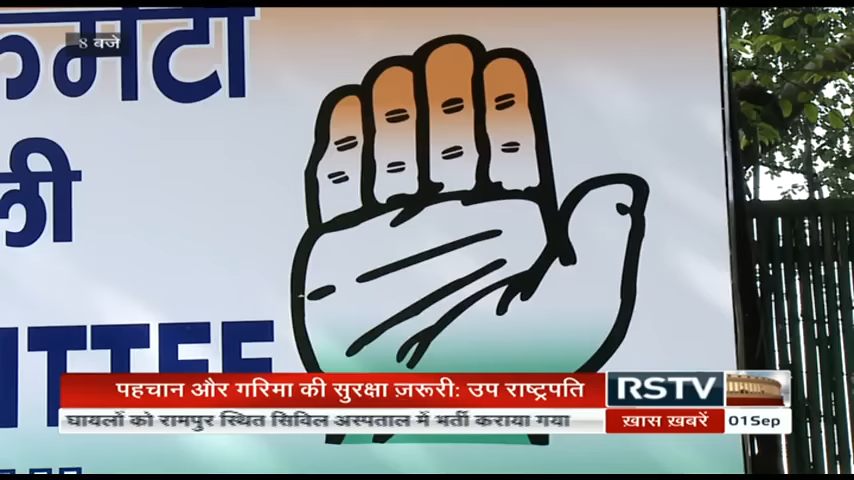 8 बजे
कमेटी
ली
ITTEE
पहचान और गरिमा की सुरक्षा ज़रूरी: उप राष्ट्रपति
RSTV
घायलों को रामपुर स्थित सिविल अस्पताल में भर्ती कराया गया
ख़ास ख़बरें
01Sep